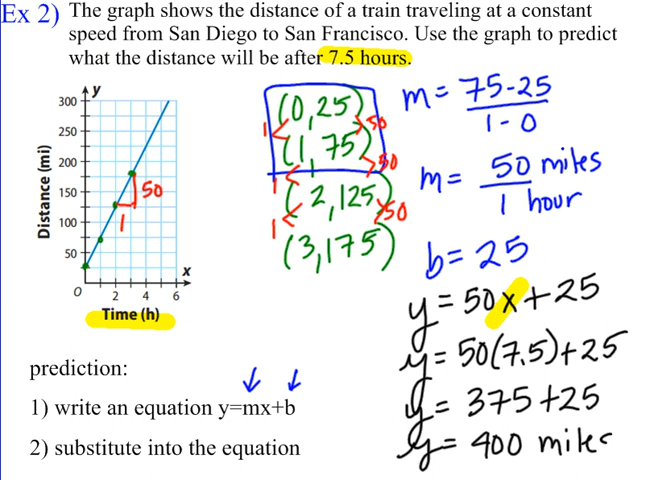 Ex 2) The graph shows the distance of a train traveling at a constant
speed from San Diego to San Francisco. Use the graph to predict
what the distance will be after 7.5 hours.
y
300
250
200
150
100
50
0
2
4
6
x
Distance (mi)
Time (h)
50
1
(0,25)
(1,75)
(2,125)
(3,175)
1
50
1
50
1
50
m= 75-25
1-0
m= 50 miles
1 hour
b=25
y=50x+25
y=50(7.5)+25
y=375+25
y=400 miles
prediction:
1) write an equation y=mx+b
2) substitute into the equation